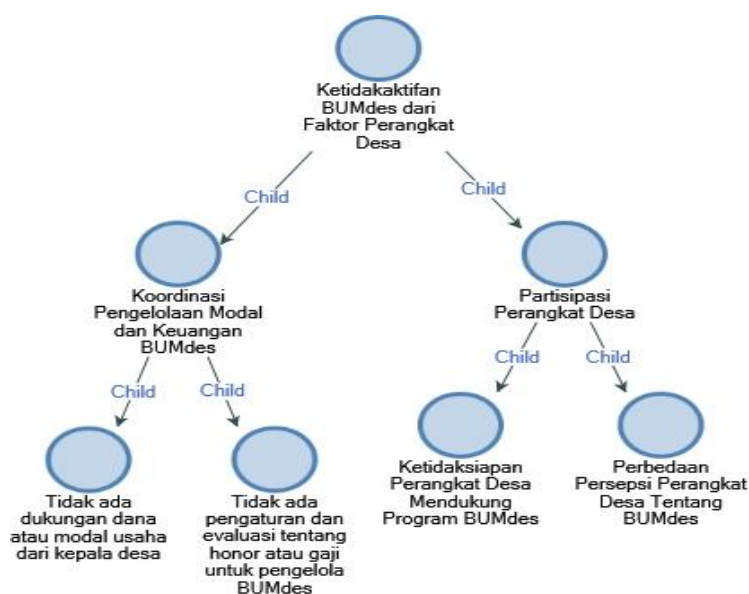 Ketidakaktifan
BUMdes dari
Faktor Perangkat
Desa
Child
Child
Koordinasi
Pengelolaan Modal
dan Keuangan
BUMdes
Partisipasi
Perangkat Desa
Child
Child
Child
Child
Tidak ada
dukungan dana
atau modal usaha
dari kepala desa
Tidak ada
pengaturan dan
evaluasi tentang
honor atau gaji
untuk pengelola
BUMdes
Ketidaksiapan
Perangkat Desa
Mendukung
Program BUMdes
Perbedaan
Persepsi Perangkat
Desa Tentang
BUMdes